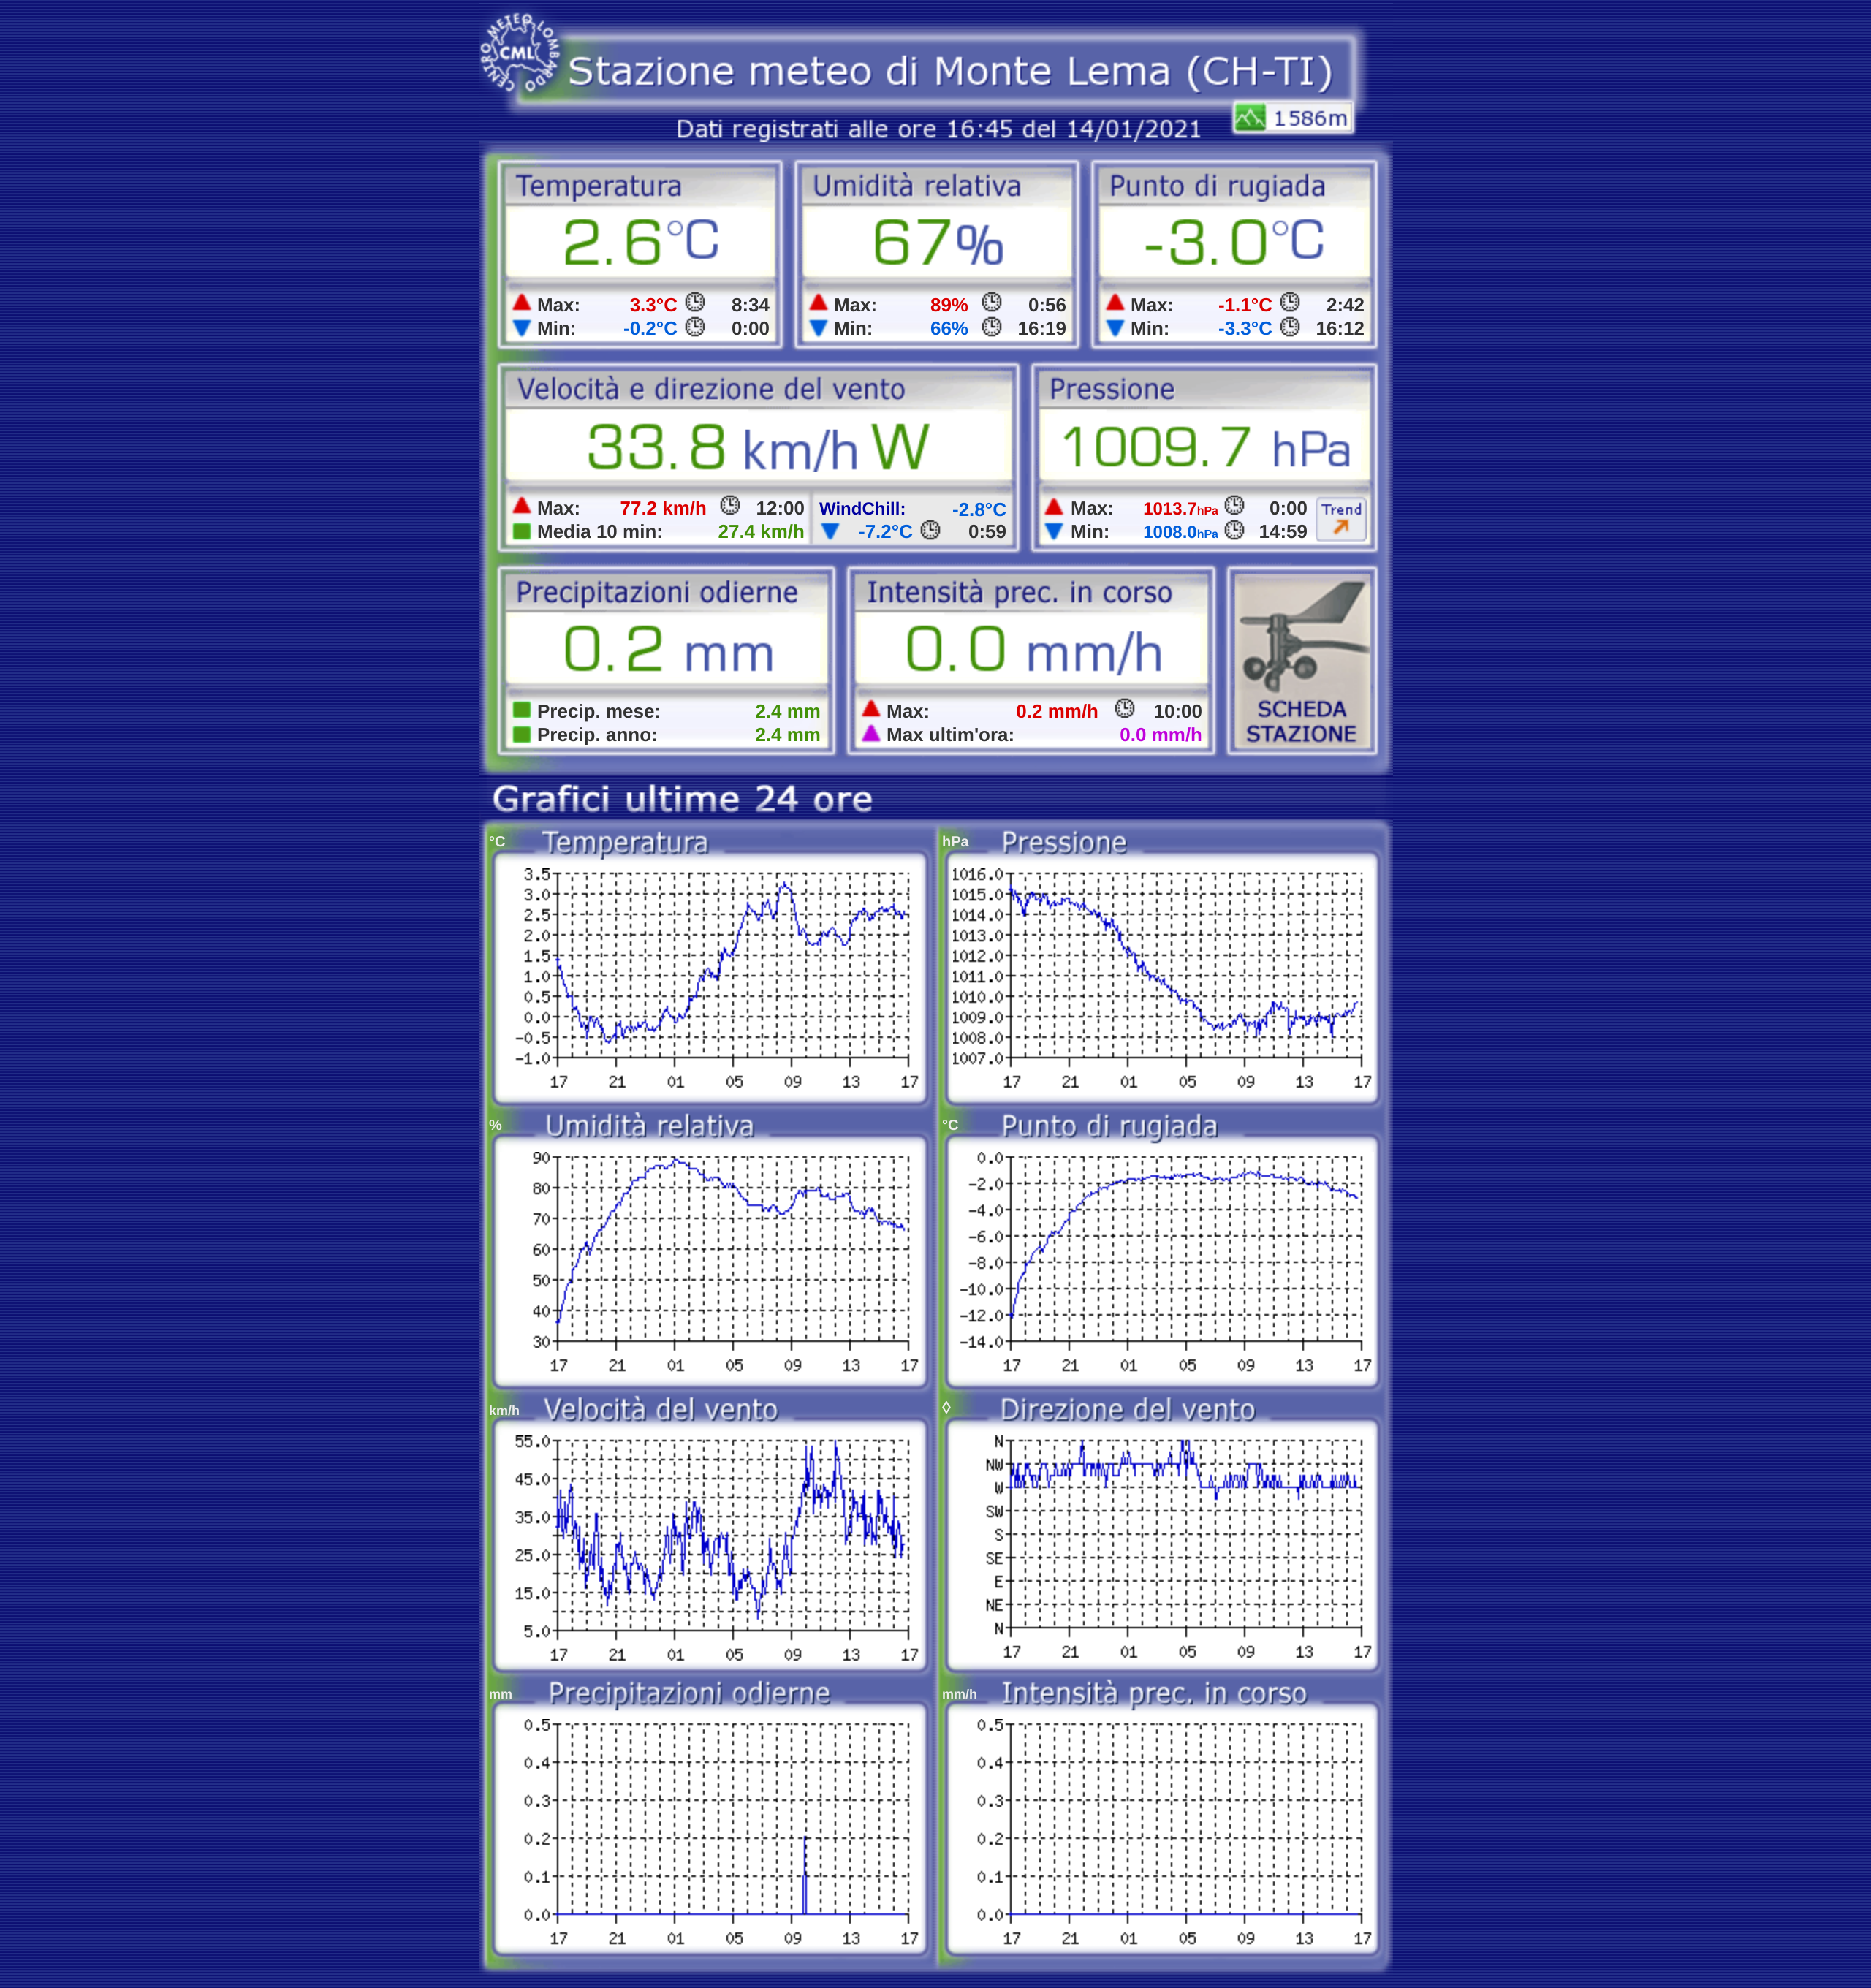 CENTRO METEO LOMBARDO
CML
Stazione meteo di Monte Lema (CH-TI)
1586m
Dati registrati alle ore 16:45 del 14/01/2021
Temperatura Umidità relativa Punto di rugiada
2.6°C 67% -3.0°C
Max: 3.3°C 8:34 Max: 89% 0:56 Max: -1.1°C 2:42
Min: -0.2°C 0:00 Min: 66% 16:19 Min: -3.3°C 16:12
Velocità e direzione del vento Pressione
33.8 km/h W 1009.7 hPa
Max: 77.2 km/h 12:00 WindChill: -2.8°C Max: 1013.7hPa 0:00 Trend
Media 10 min: 27.4 km/h -7.2°C 0:59 Min: 1008.0hPa 14:59
Precipitazioni odierne Intensità prec. in corso
0.2 mm 0.0 mm/h
Precip. mese: 2.4 mm Max: 0.2 mm/h 10:00 SCHEDA
Precip. anno: 2.4 mm Max ultim'ora: 0.0 mm/h STAZIONE
Grafici ultime 24 ore
°C Temperatura
3.5
3.0
2.5
2.0
1.5
1.0
0.5
0.0
-0.5
-1.0
17 21 01 05 09 13 17
hPa Pressione
1016.0
1015.0
1014.0
1013.0
1012.0
1011.0
1010.0
1009.0
1008.0
1007.0
17 21 01 05 09 13 17
% Umidità relativa
90
80
70
60
50
40
30
17 21 01 05 09 13 17
°C Punto di rugiada
0.0
-2.0
-4.0
-6.0
-8.0
-10.0
-12.0
-14.0
17 21 01 05 09 13 17
km/h Velocità del vento
55.0
45.0
35.0
25.0
15.0
5.0
17 21 01 05 09 13 17
◊ Direzione del vento
N
NW
W
SW
S
SE
E
NE
N
17 21 01 05 09 13 17
mm Precipitazioni odierne
0.5
0.4
0.3
0.2
0.1
0.0
17 21 01 05 09 13 17
mm/h Intensità prec. in corso
0.5
0.4
0.3
0.2
0.1
0.0
17 21 01 05 09 13 17